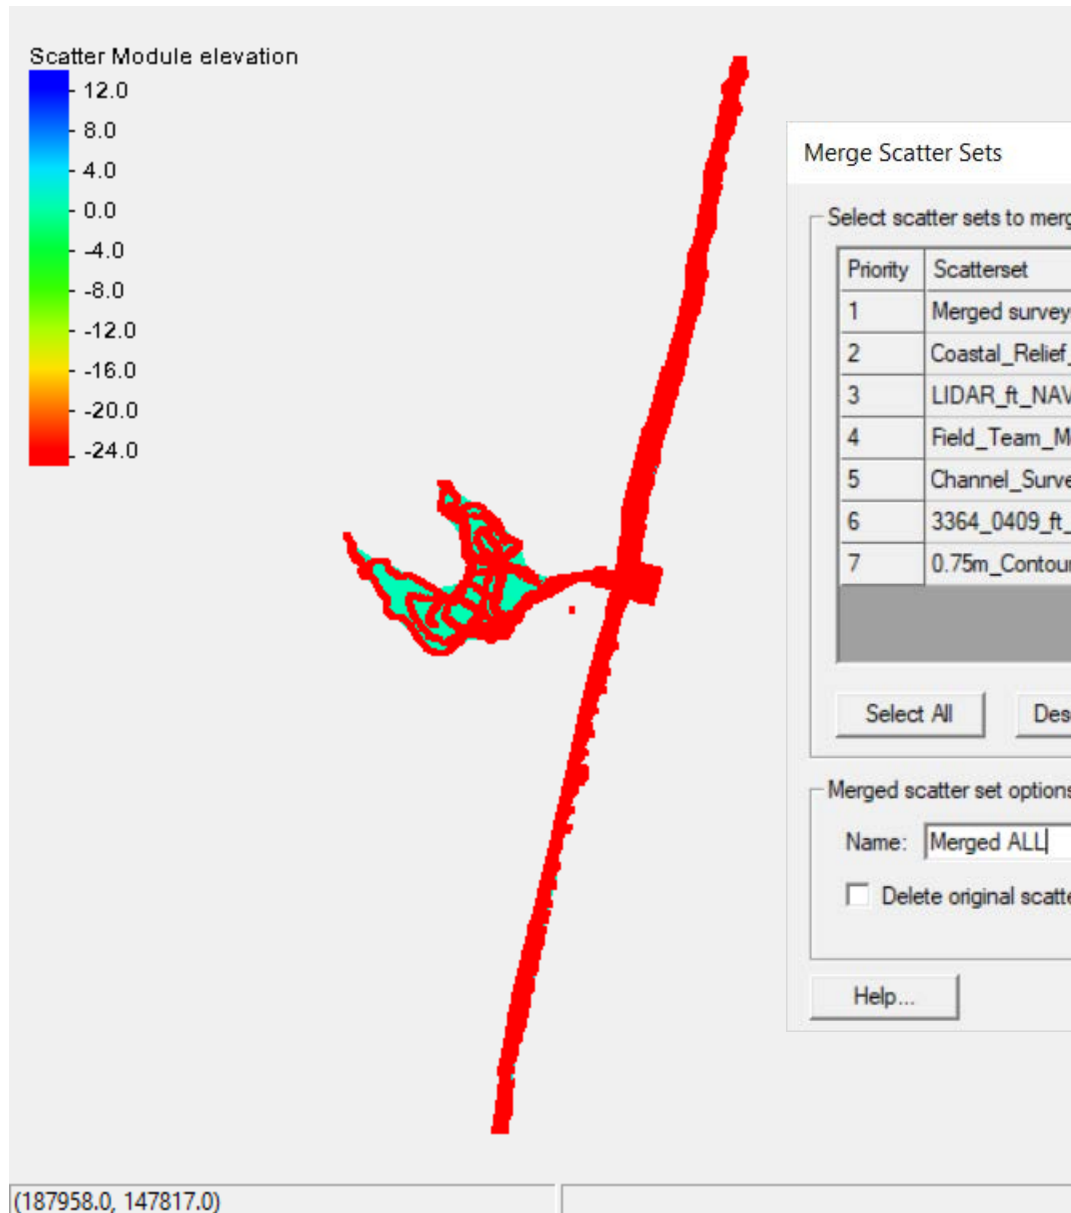 Scatter Module elevation
12.0
8.0
4.0
0.0
-4.0
-8.0
-12.0
-16.0
-20.0
-24.0
Merge Scatter Sets
Select scatter sets to merg
Priority Scatterset
1 Merged survey
2 Coastal_Relief_
3 LIDAR_ft_NAV
4 Field_Team_M
5 Channel_Surve
6 3364_0409_ft_
7 0.75m_Contour
Select All Des
Merged scatter set options
Name: Merged ALL
Delete original scatte
Help...
(187958.0, 147817.0)